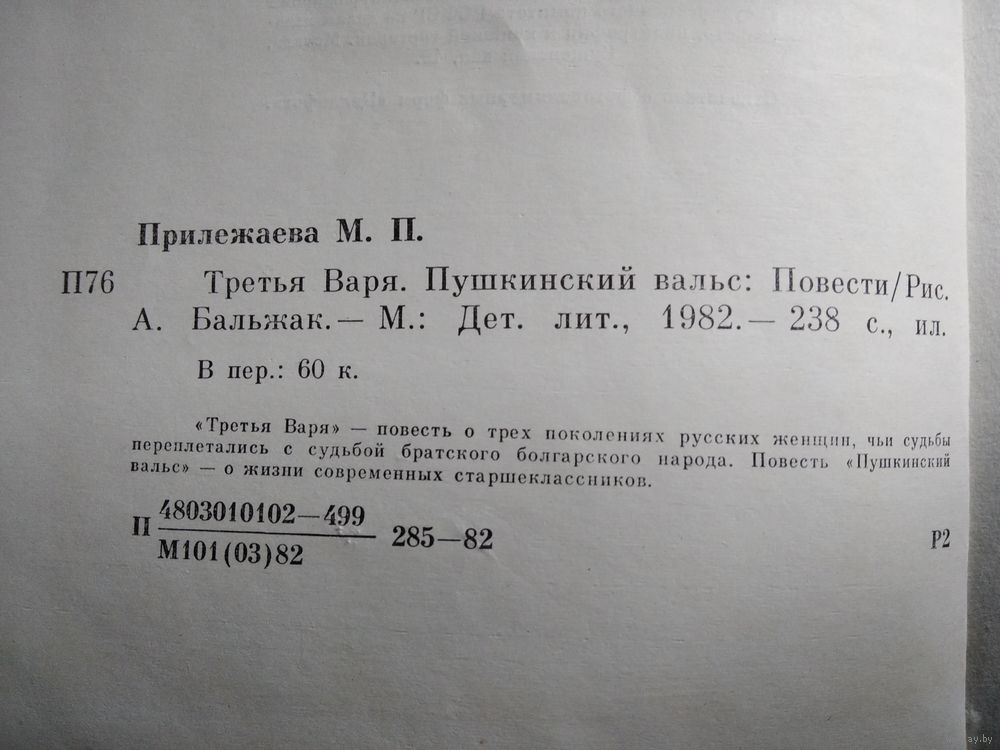 Прилежаева М. П.
П76 Третья Варя. Пушкинский вальс: Повести/Рис.
А. Бальжак.— М.: Дет. лит., 1982.— 238 с., ил.
В пер.: 60 к.
«Третья Варя» — повесть о трех поколениях русских женщин, чьи судьбы
переплетались с судьбой братского болгарского народа. Повесть «Пушкинский
вальс» — о жизни современных старшеклассников.
П 4803010102—499 285—82 Р2
М101(03)82